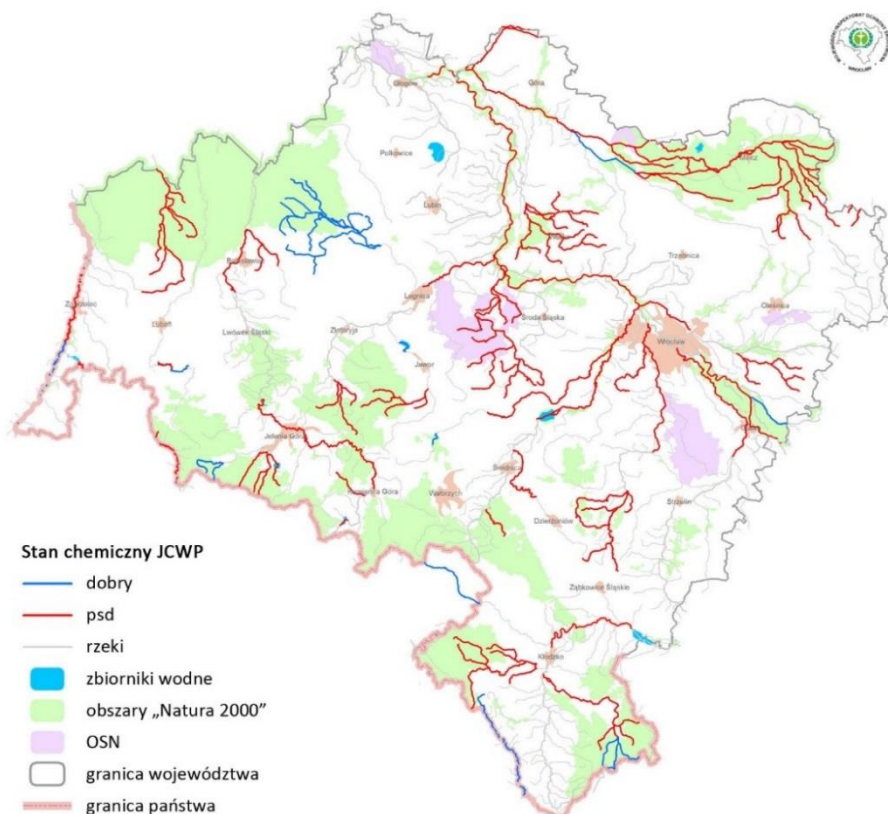 Głogów
Góra
Polkowice
Milicz
Lubin
Trzebnica
Zgorzelec
Legnica
Oleśnica
Lubań
Lwówek Śląski
Złotoryja
Środa Śląska
Wrocław
Jawor
Jelenia Góra
Świdnica
Kamienna Góra
Wałbrzych
Strzelin
Dzierżoniów
Ząbkowice Śląskie
Kłodzko
Stan chemiczny JCWP
dobry
psd
rzeki
zbiorniki wodne
obszary „Natura 2000”
OSN
granica województwa
granica państwa